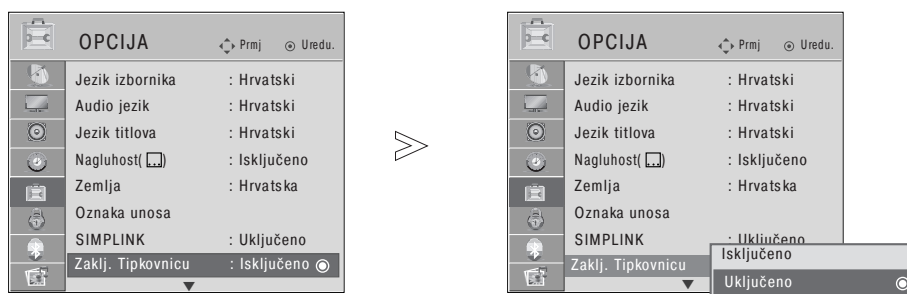 OPCIJA
Prmj Uredu.
Jezik izbornika : Hrvatski
Audio jezik : Hrvatski
Jezik titlova : Hrvatski
Nagluhost( ) : Isključeno
Zemlja : Hrvatska
Oznaka unosa
SIMPLINK : Uključeno
Zaklj. Tipkovnicu : Isključeno
OPCIJA
Prmj Uredu.
Jezik izbornika : Hrvatski
Audio jezik : Hrvatski
Jezik titlova : Hrvatski
Nagluhost( ) : Isključeno
Zemlja : Hrvatska
Oznaka unosa
SIMPLINK : Uključeno
Zaklj. Tipkovnicu
Isključeno
Uključeno